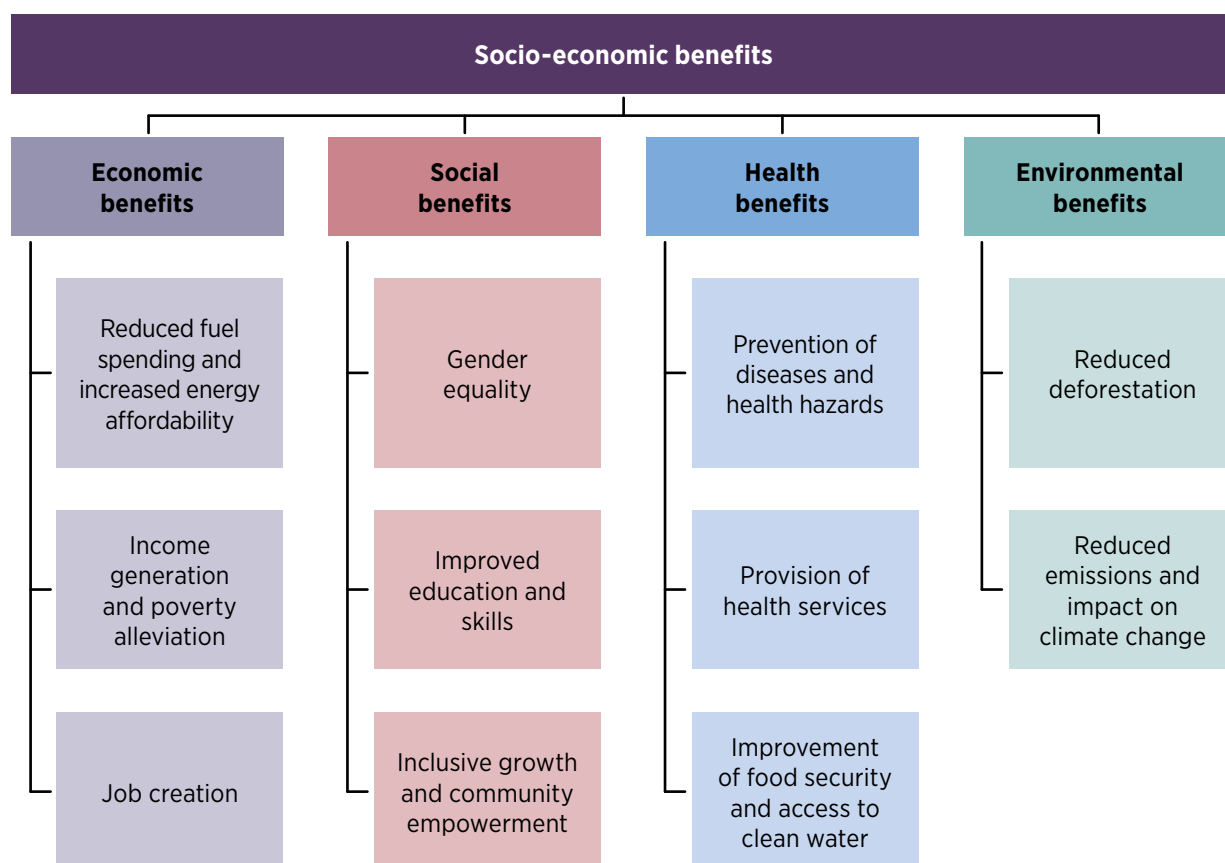 Socio-economic benefits
Economic
benefits
Reduced fuel
spending and
increased energy
affordability
Income
generation
and poverty
alleviation
Job creation
Social
benefits
Gender
equality
Improved
education and
skills
Inclusive growth
and community
empowerment
Health
benefits
Prevention of
diseases and
health hazards
Provision of
health services
Improvement
of food security
and access to
clean water
Environmental
benefits
Reduced
deforestation
Reduced
emissions and
impact on
climate change